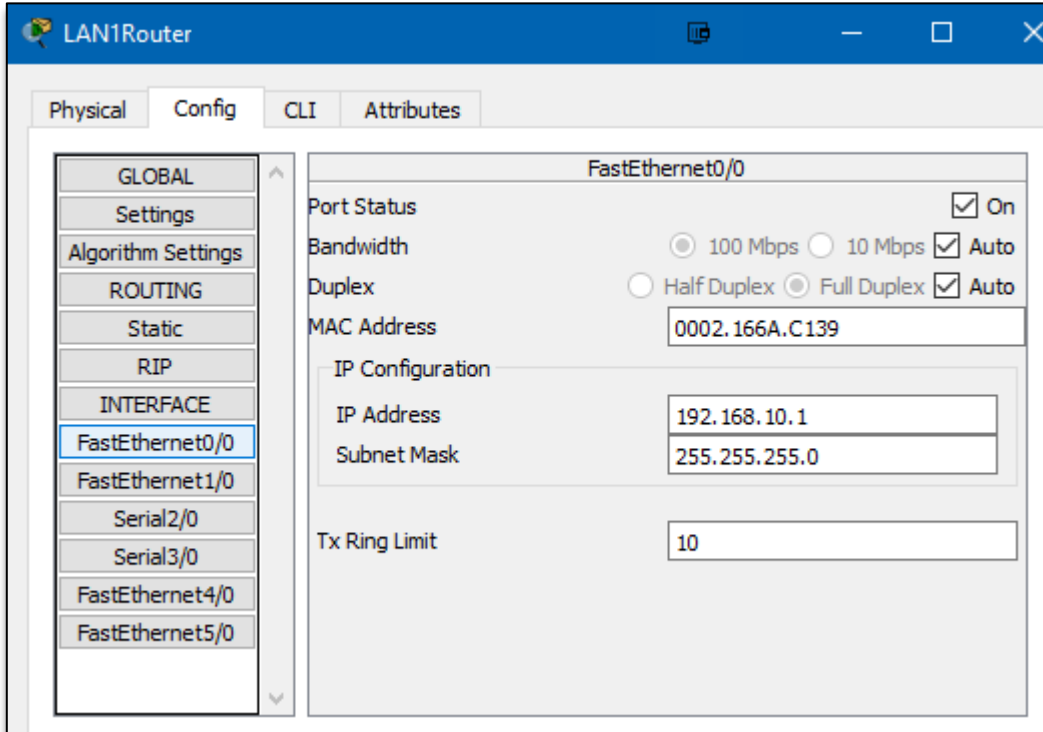 LAN1Router
Physical Config CLI Attributes
GLOBAL
Settings
Algorithm Settings
ROUTING
Static
RIP
INTERFACE
FastEthernet0/0
FastEthernet1/0
Serial2/0
Serial3/0
FastEthernet4/0
FastEthernet5/0
FastEthernet0/0
Port Status On
Bandwidth 100 Mbps 10 Mbps Auto
Duplex Half Duplex Full Duplex Auto
MAC Address 0002.166A.C139
IP Configuration
IP Address 192.168.10.1
Subnet Mask 255.255.255.0
Tx Ring Limit 10